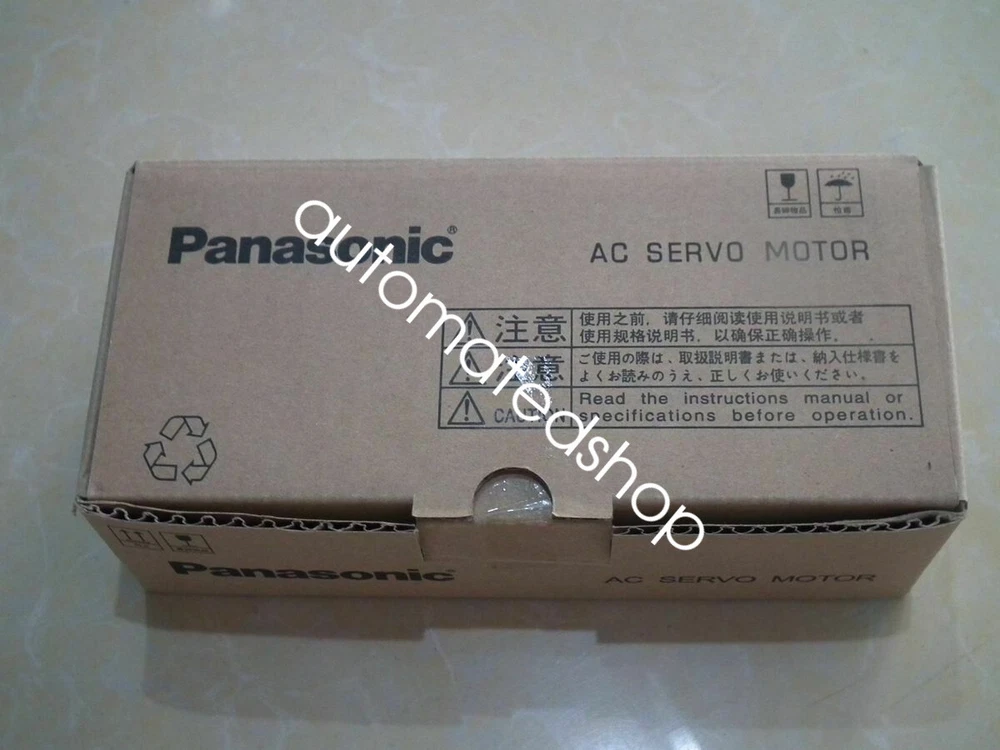 Panasonic®
AC SERVO MOTOR
注意
使用之前,请仔细阅读使用说明书或者
使用规格说明书,以确保正确操作。
注意
ご使用の際は、取扱説明書または、納入仕様書を
よくお読みのうえ、正しくお使いください。
CAUTION
Read the instructions manual or
specifications before operation.
automatedshop
Panasonic
AC SERVO MOTOR